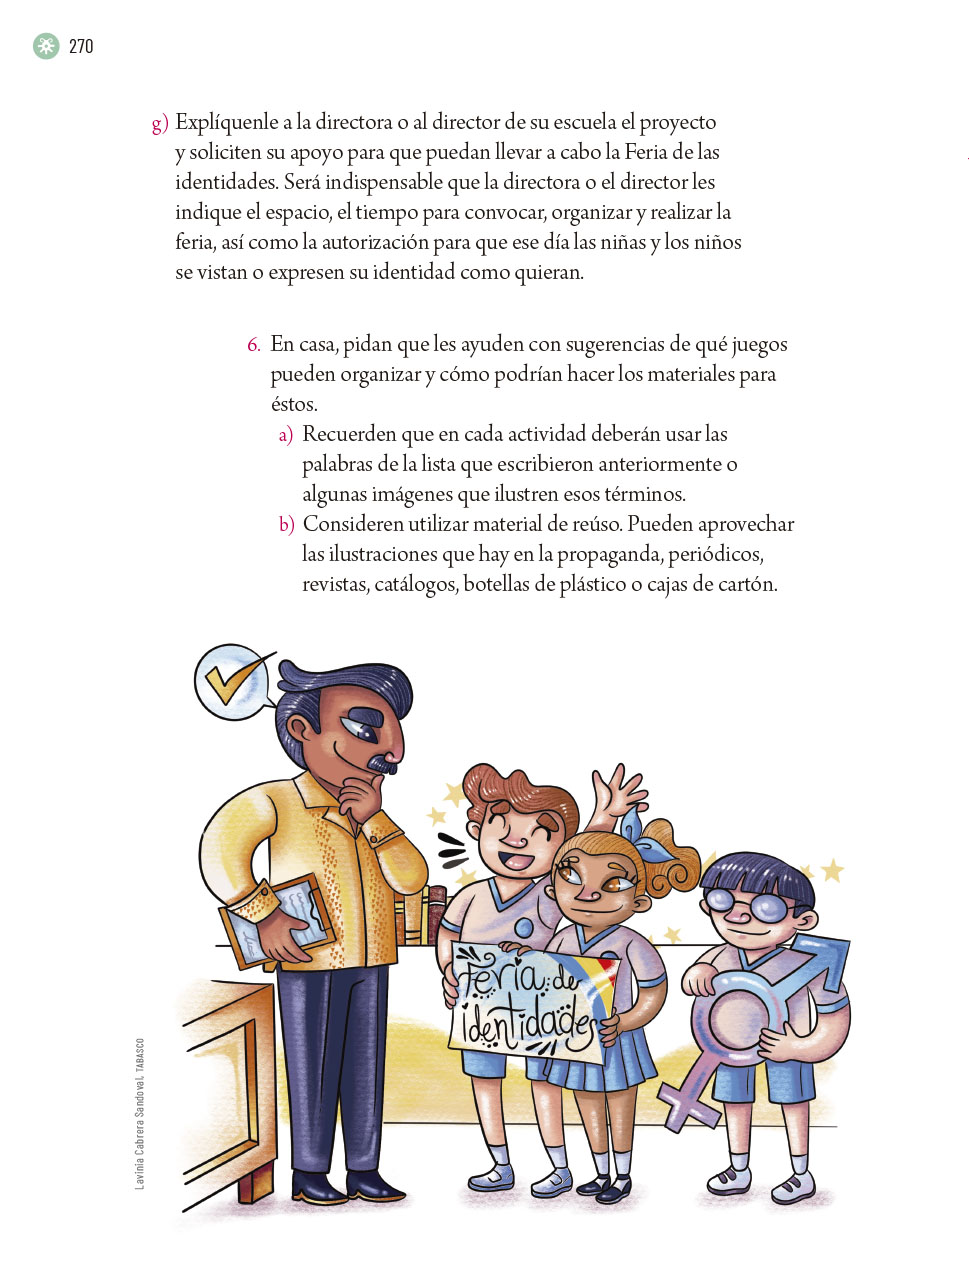 270
g) Explíquenle a la directora o al director de su escuela el proyecto
y soliciten su apoyo para que puedan llevar a cabo la Feria de las
identidades. Será indispensable que la directora o el director les
indique el espacio, el tiempo para convocar, organizar y realizar la
feria, así como la autorización para que ese día las niñas y los niños
se vistan o expresen su identidad como quieran.
6. En casa, pidan que les ayuden con sugerencias de qué juegos
pueden organizar y cómo podrían hacer los materiales para
éstos.
a) Recuerden que en cada actividad deberán usar las
palabras de la lista que escribieron anteriormente o
algunas imágenes que ilustren esos términos.
b) Consideren utilizar material de reúso. Pueden aprovechar
las ilustraciones que hay en la propaganda, periódicos,
revistas, catálogos, botellas de plástico o cajas de cartón.
Feria de
identidades
Lavinia Cabrera Sandoval, TABASCO